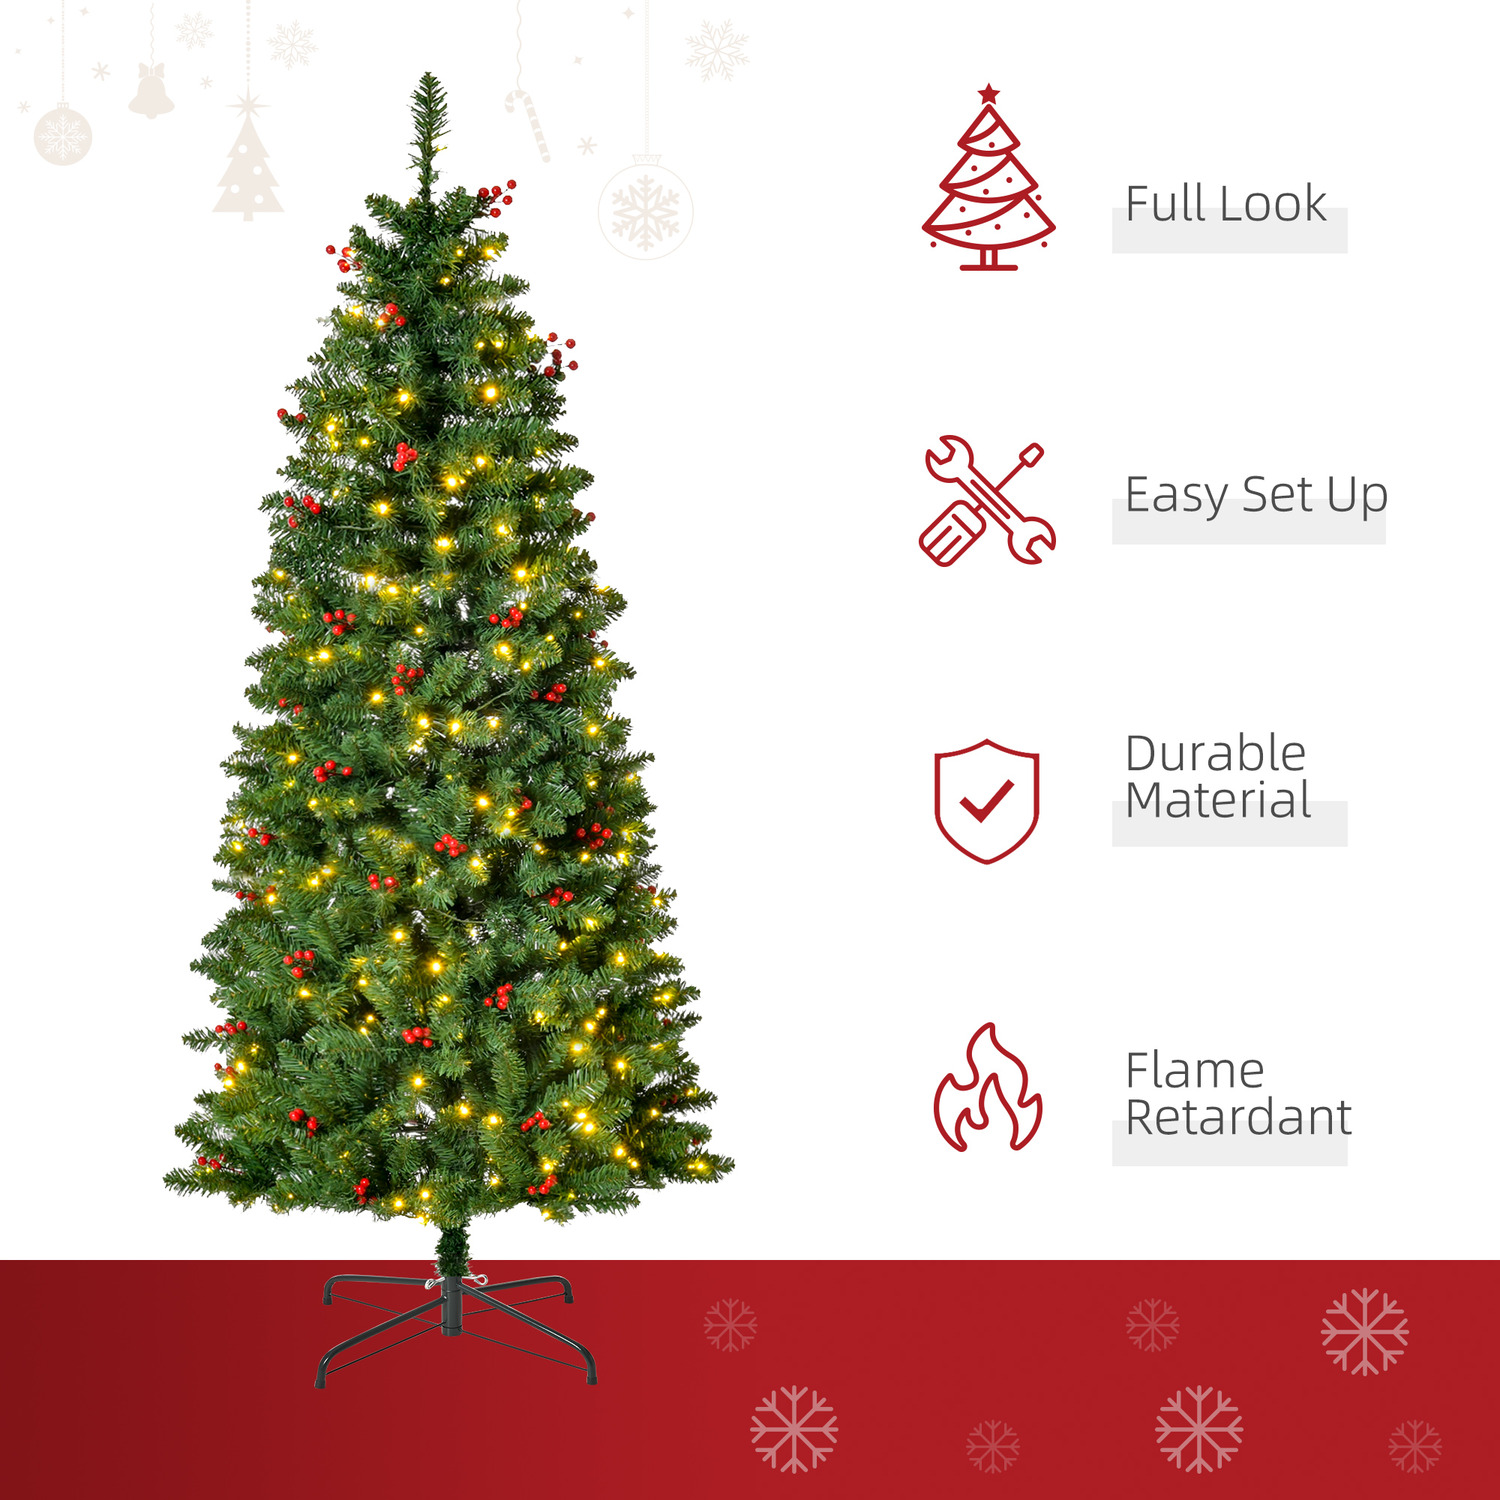 Full Look
Easy Set Up
Durable
Material
Flame
Retardant